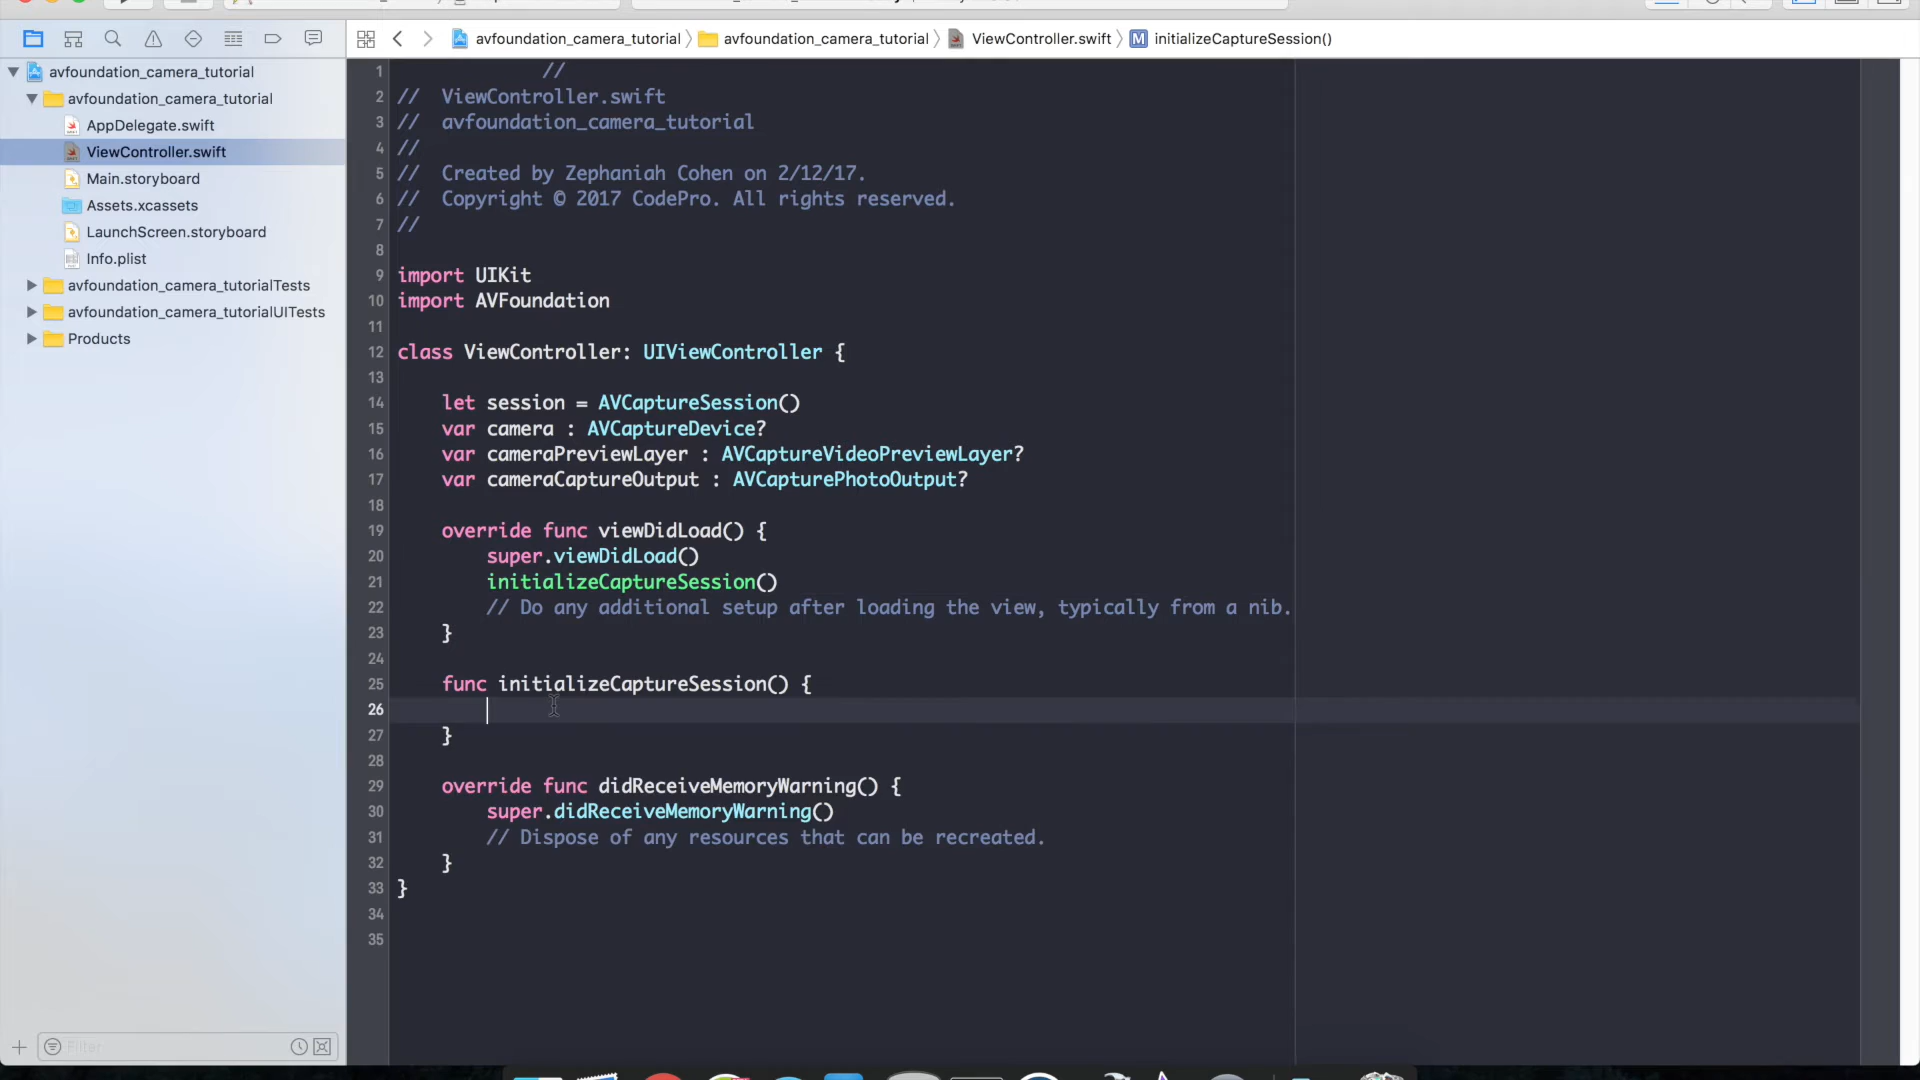 avfoundation_camera_tutorial
avfoundation_camera_tutorial
ViewController.swift
M
initializeCaptureSession()
avfoundation_camera_tutorial
avfoundation_camera_tutorial
AppDelegate.swift
ViewController.swift
Main.storyboard
Assets.xcassets
LaunchScreen.storyboard
Info.plist
avfoundation_camera_tutorialTests
avfoundation_camera_tutorialUITests
Products
Filter
1 //
2 // ViewController.swift
3 // avfoundation_camera_tutorial
4 //
5 // Created by Zephaniah Cohen on 2/12/17.
6 // Copyright © 2017 CodePro. All rights reserved.
7 //
8
9 import UIKit
10 import AVFoundation
11
12 class ViewController: UIViewController {
13
14 let session = AVCaptureSession()
15 var camera : AVCaptureDevice?
16 var cameraPreviewLayer : AVCaptureVideoPreviewLayer?
17 var cameraCaptureOutput : AVCapturePhotoOutput?
18
19 override func viewDidLoad() {
20 super.viewDidLoad()
21 initializeCaptureSession()
22 // Do any additional setup after loading the view, typically from a nib.
23 }
24
25 func initializeCaptureSession() {
26
27 }
28
29 override func didReceiveMemoryWarning() {
30 super.didReceiveMemoryWarning()
31 // Dispose of any resources that can be recreated.
32 }
33 }
34
35